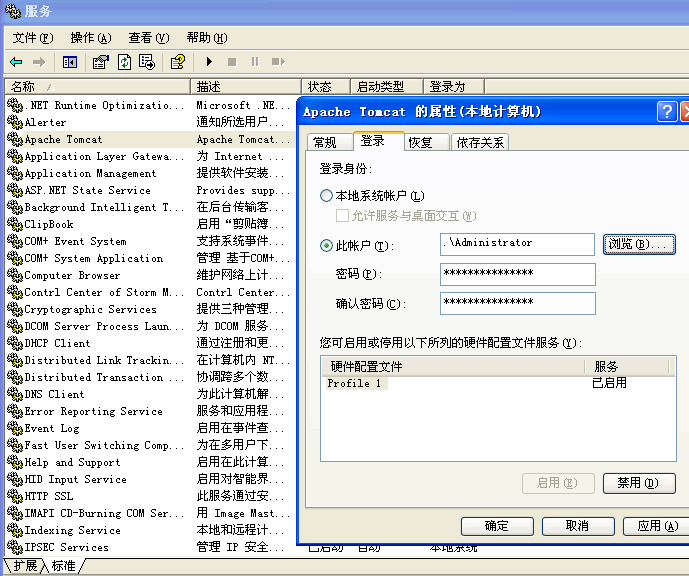 服务
文件(F) 操作(A) 查看(V) 帮助(H)
名称 描述 状态 启动类型 登录为
.NET Runtime Optimizatio... Microsoft .NE...
Alerter 通知所选用户...
Apache Tomcat Apache Tomcat...
Application Layer Gatewa... 为 Internet ...
Application Management 提供软件安装...
ASP.NET State Service Provides supp...
Background Intelligent T... 在后台传输客...
ClipBook 启用“剪贴簿...
COM+ Event System 支持系统事件...
COM+ System Application 管理 基于COM+...
Computer Browser 维护网络上计...
Contrl Center of Storm M... Contrl Center...
Cryptographic Services 提供三种管理...
DCOM Server Process Laun... 为 DCOM 服务...
DHCP Client 通过注册和更...
Distributed Link Trackin... 在计算机内 NT...
Distributed Transaction ... 协调跨多个数...
DNS Client 为此计算机解...
Error Reporting Service 服务和应用程...
Event Log 启用在事件查...
Fast User Switching Comp... 为在多用户下...
Help and Support 启用在此计算...
HID Input Service 启用对智能界...
HTTP SSL 此服务通过安...
IMAPI CD-Burning COM Ser... 用 Image Mast...
Indexing Service 本地和远程计...
IPSEC Services 管理 IP 安全... 已启动 自动 本地系统
扩展 标准
Apache Tomcat 的属性(本地计算机)
常规 登录 恢复 依存关系
登录身份:
本地系统帐户(L)
允许服务与桌面交互(W)
此帐户(T): .\Administrator 浏览(B)...
密码(P): ***************
确认密码(C): ***************
您可启用或停用以下所列的硬件配置文件服务(Y):
硬件配置文件 服务
Profile 1 已启用
启用(E) 禁用(D)
确定 取消 应用(A)